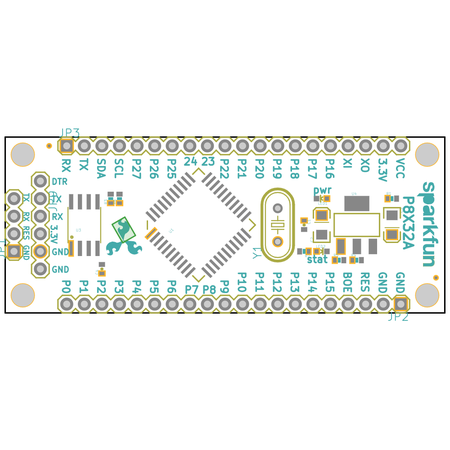 JP3
RX TX SDA SCL P27 P26 P25 24 23 P22 P21 P20 P19 P18 P17 P16 XI XO 3.3V VCC
DTR
TX TX
RX RX
RES 3.3V
GND GND
GND
pwr
stat
Y1
sparkfun
P8X32A
P0 P1 P2 P3 P4 P5 P6 P7 P8 P9 P10 P11 P12 P13 P14 P15 BOE RES GND GND
JP2